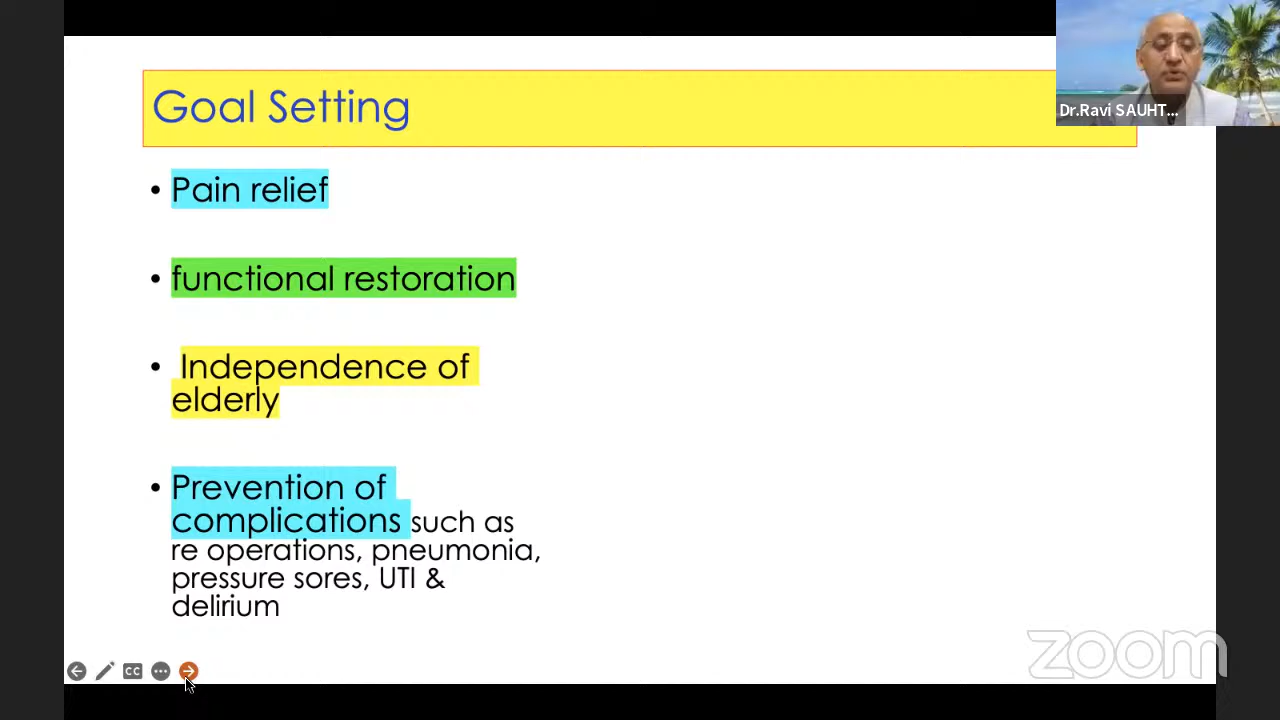 Goal Setting
Dr.Ravi SAUHT...
• Pain relief
• functional restoration
• Independence of
elderly
• Prevention of
complications such as
re operations, pneumonia,
pressure sores, UTI &
delirium
CC
zoom